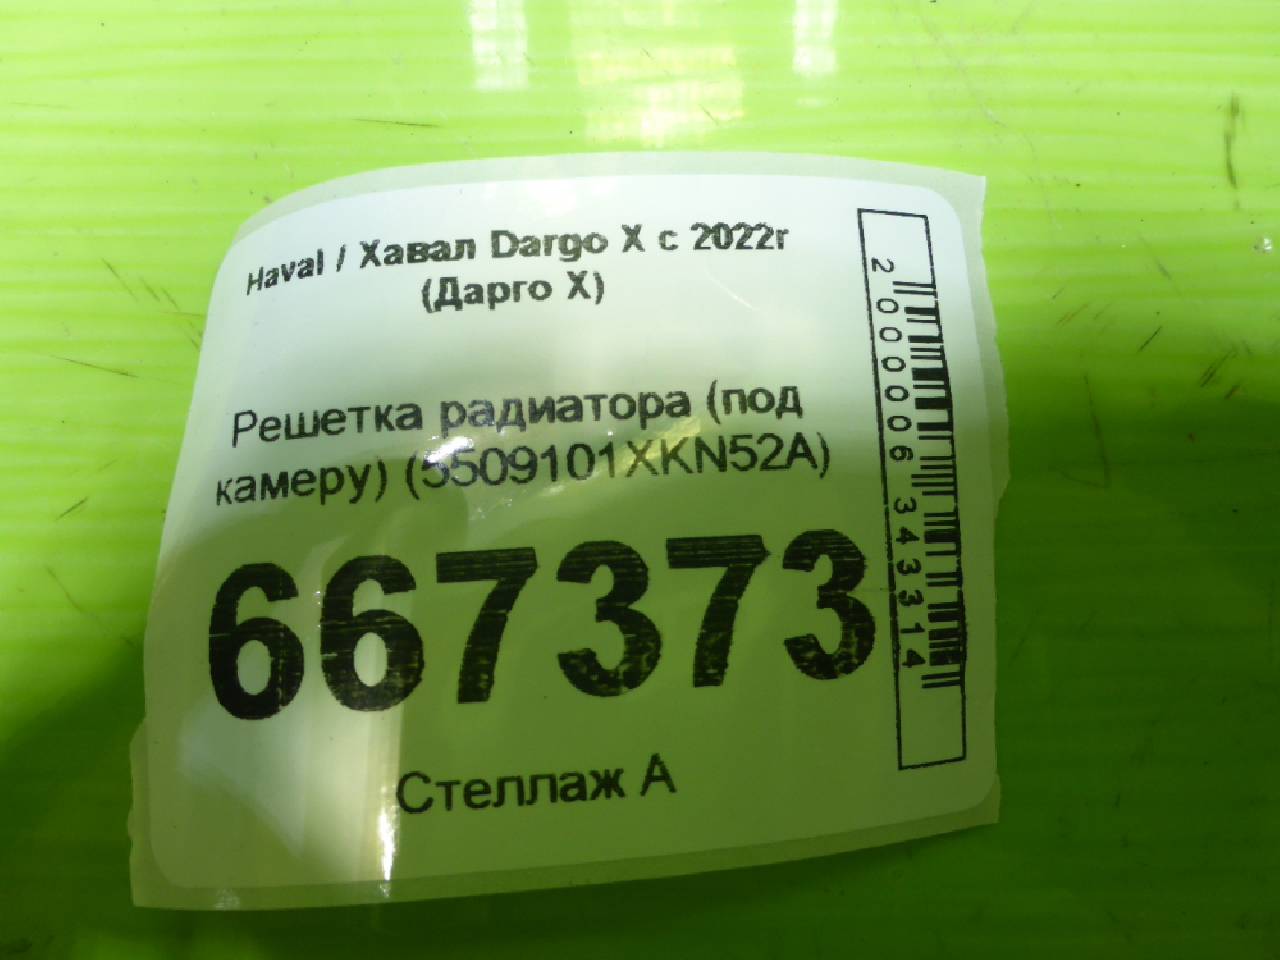 Haval / Хавал Dargo X с 2022г
(Дарго X)
Решетка радиатора (под
камеру) (5509101XKN52A)
667373
Стеллаж А
2000006343314